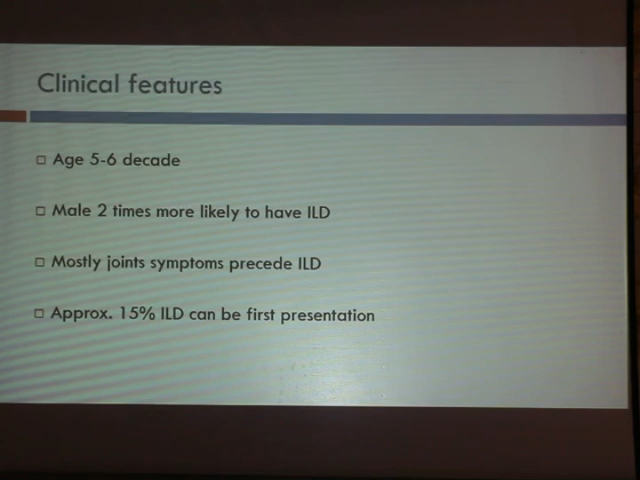 Clinical features
Age 5-6 decade
Male 2 times more likely to have ILD
Mostly joints symptoms precede ILD
Approx. 15% ILD can be first presentation